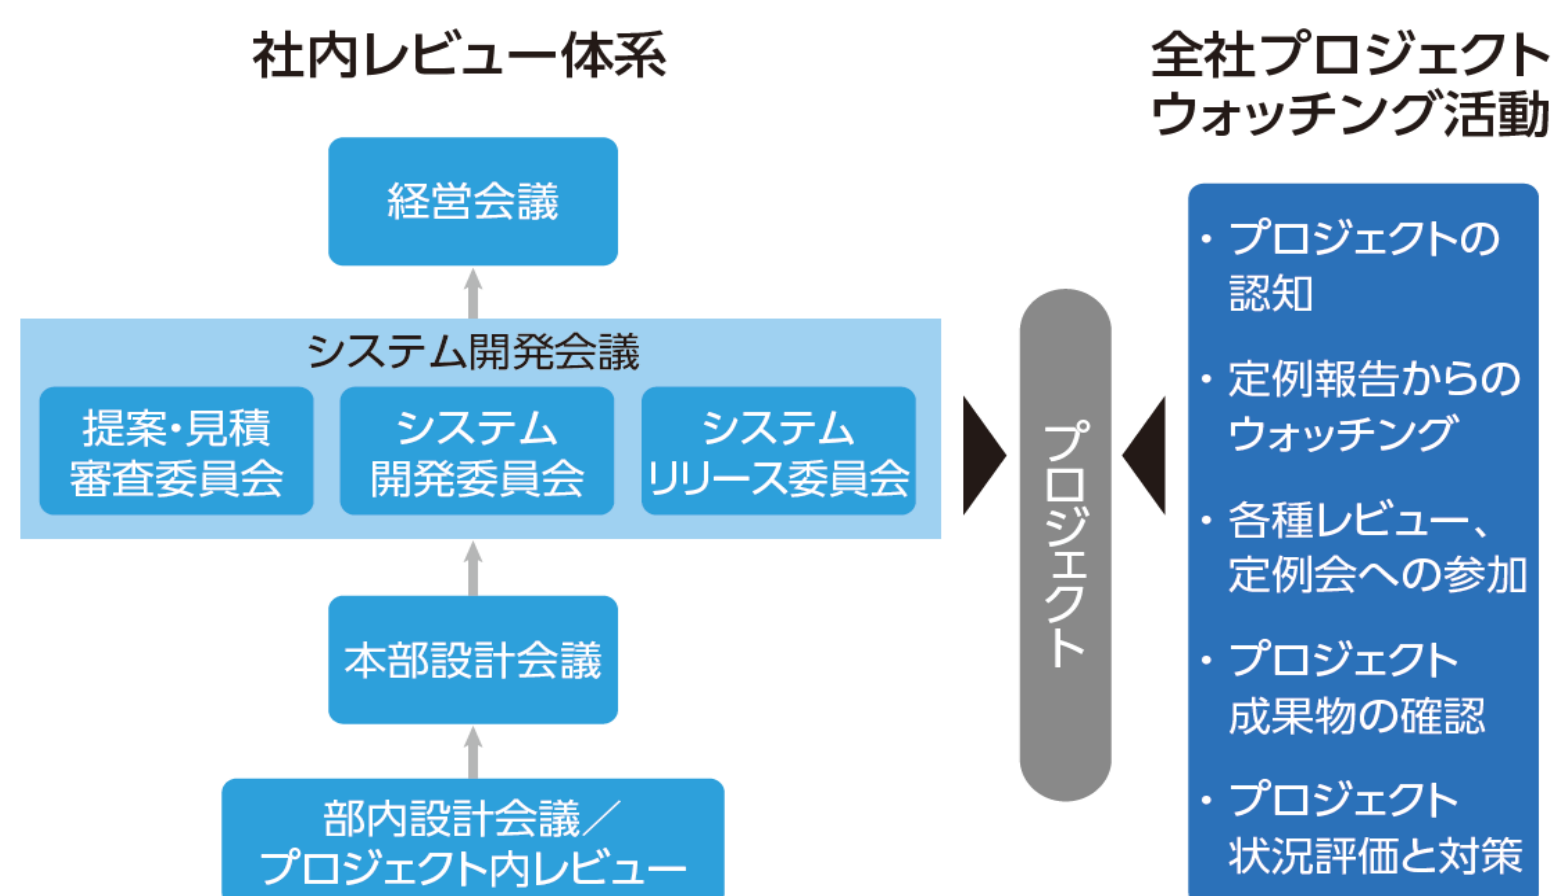 社内レビュー体系
経営会議
システム開発会議
提案・見積
審査委員会
システム
開発委員会
システム
リリース委員会
本部設計会議
部内設計会議／
プロジェクト内レビュー
プロジェクト
全社プロジェクト
ウォッチング活動
・プロジェクトの
認知
・定例報告からの
ウォッチング
・各種レビュー、
定例会への参加
・プロジェクト
成果物の確認
・プロジェクト
状況評価と対策